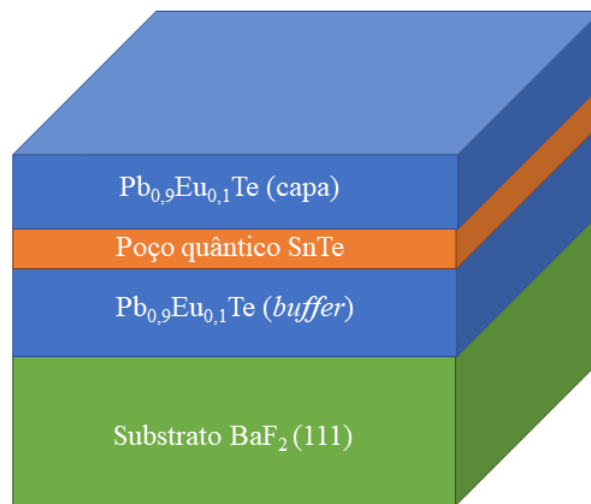 Pb₀,₉Eu₀,₁Te (capa)
Poço quântico SnTe
Pb₀,₉Eu₀,₁Te (buffer)
Substrato BaF₂ (111)